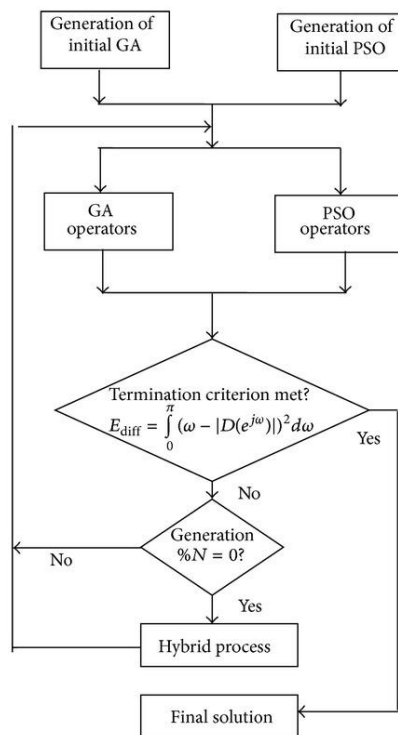 Generation of
initial GA
Generation of
initial PSO
GA
operators
PSO
operators
Termination criterion met?
E_diff = ∫_0^π (ω − |D(e^{jω})|)^2 dω
Yes
No
Generation
%N = 0?
No
Yes
Hybrid process
Final solution